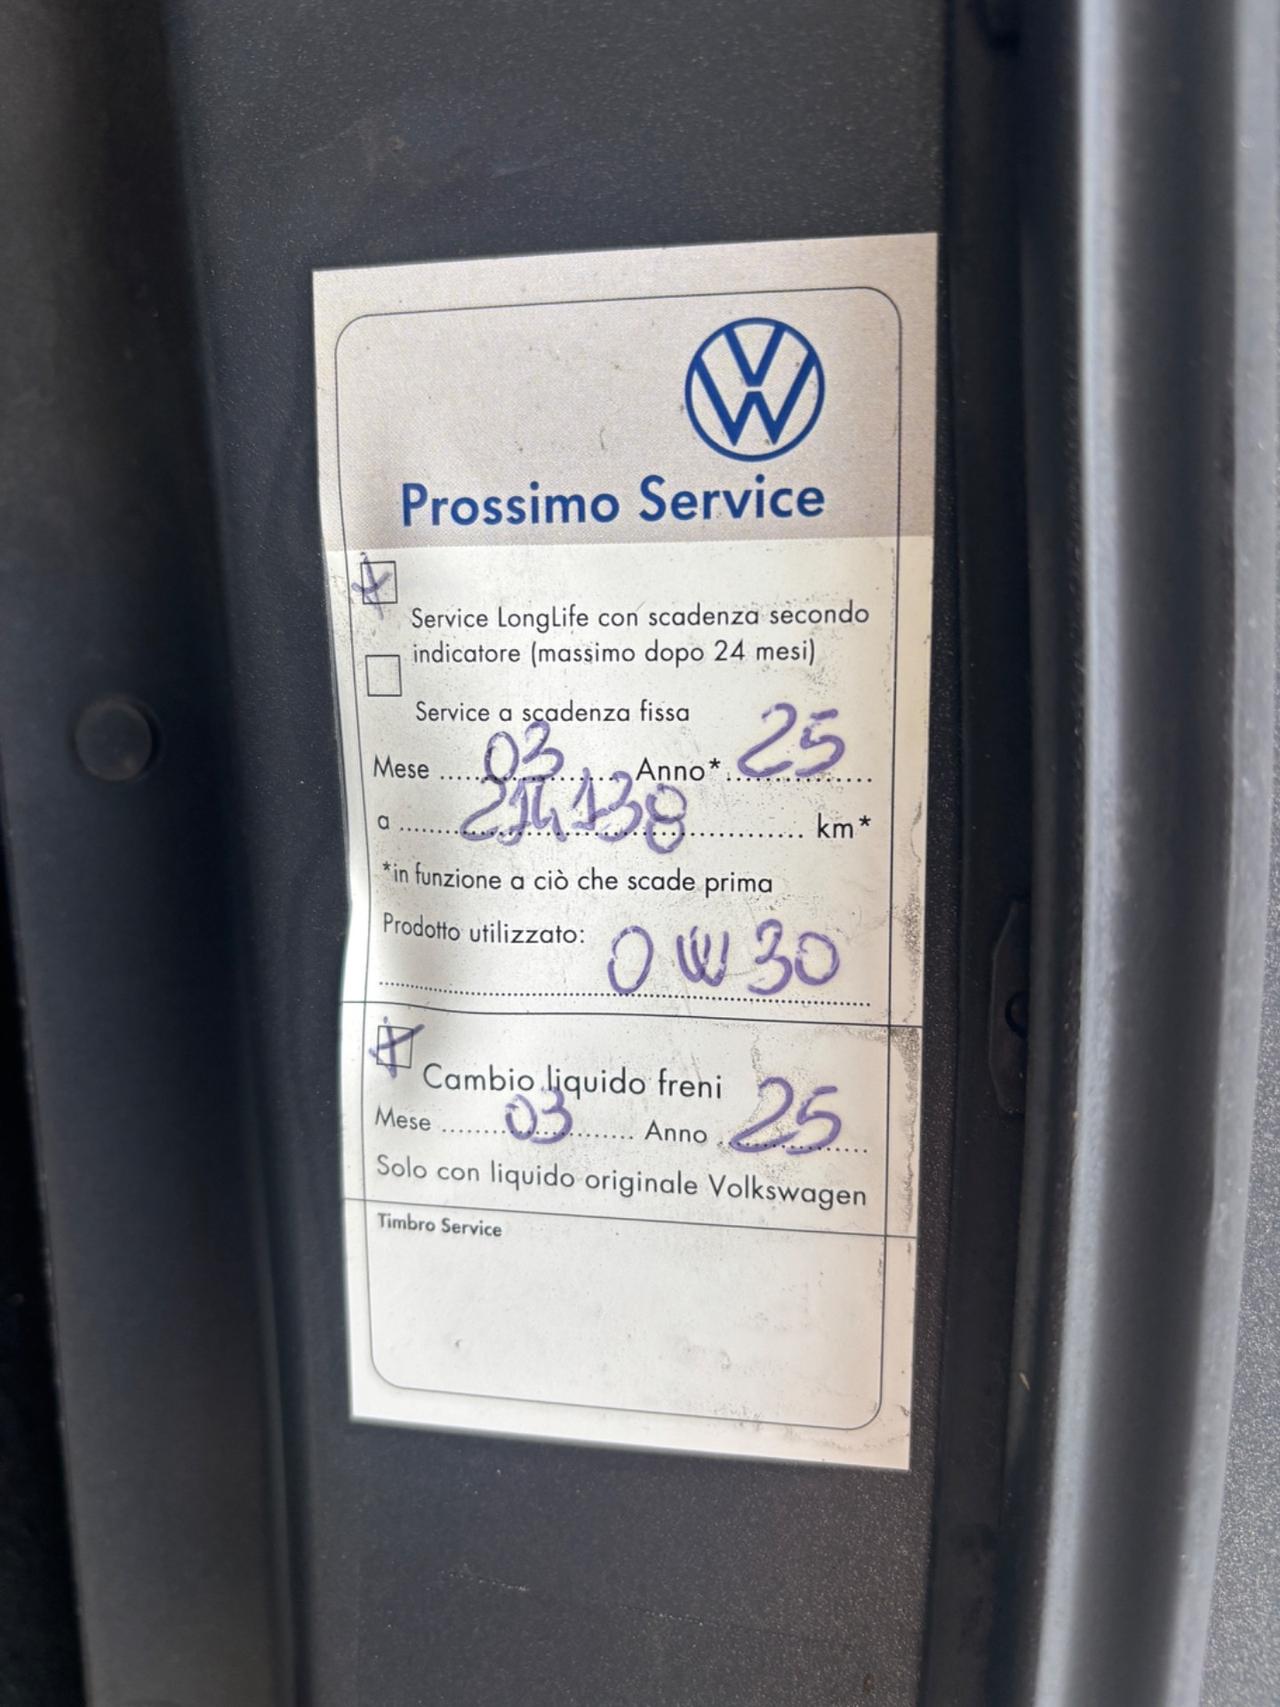 Prossimo Service
Service LongLife con scadenza secondo
indicatore (massimo dopo 24 mesi)
Service a scadenza fissa
Mese 03 Anno* 25
a 214138 km*
*in funzione a ciò che scade prima
Prodotto utilizzato: 0W30
Cambio liquido freni
Mese 03 Anno 25
Solo con liquido originale Volkswagen
Timbro Service